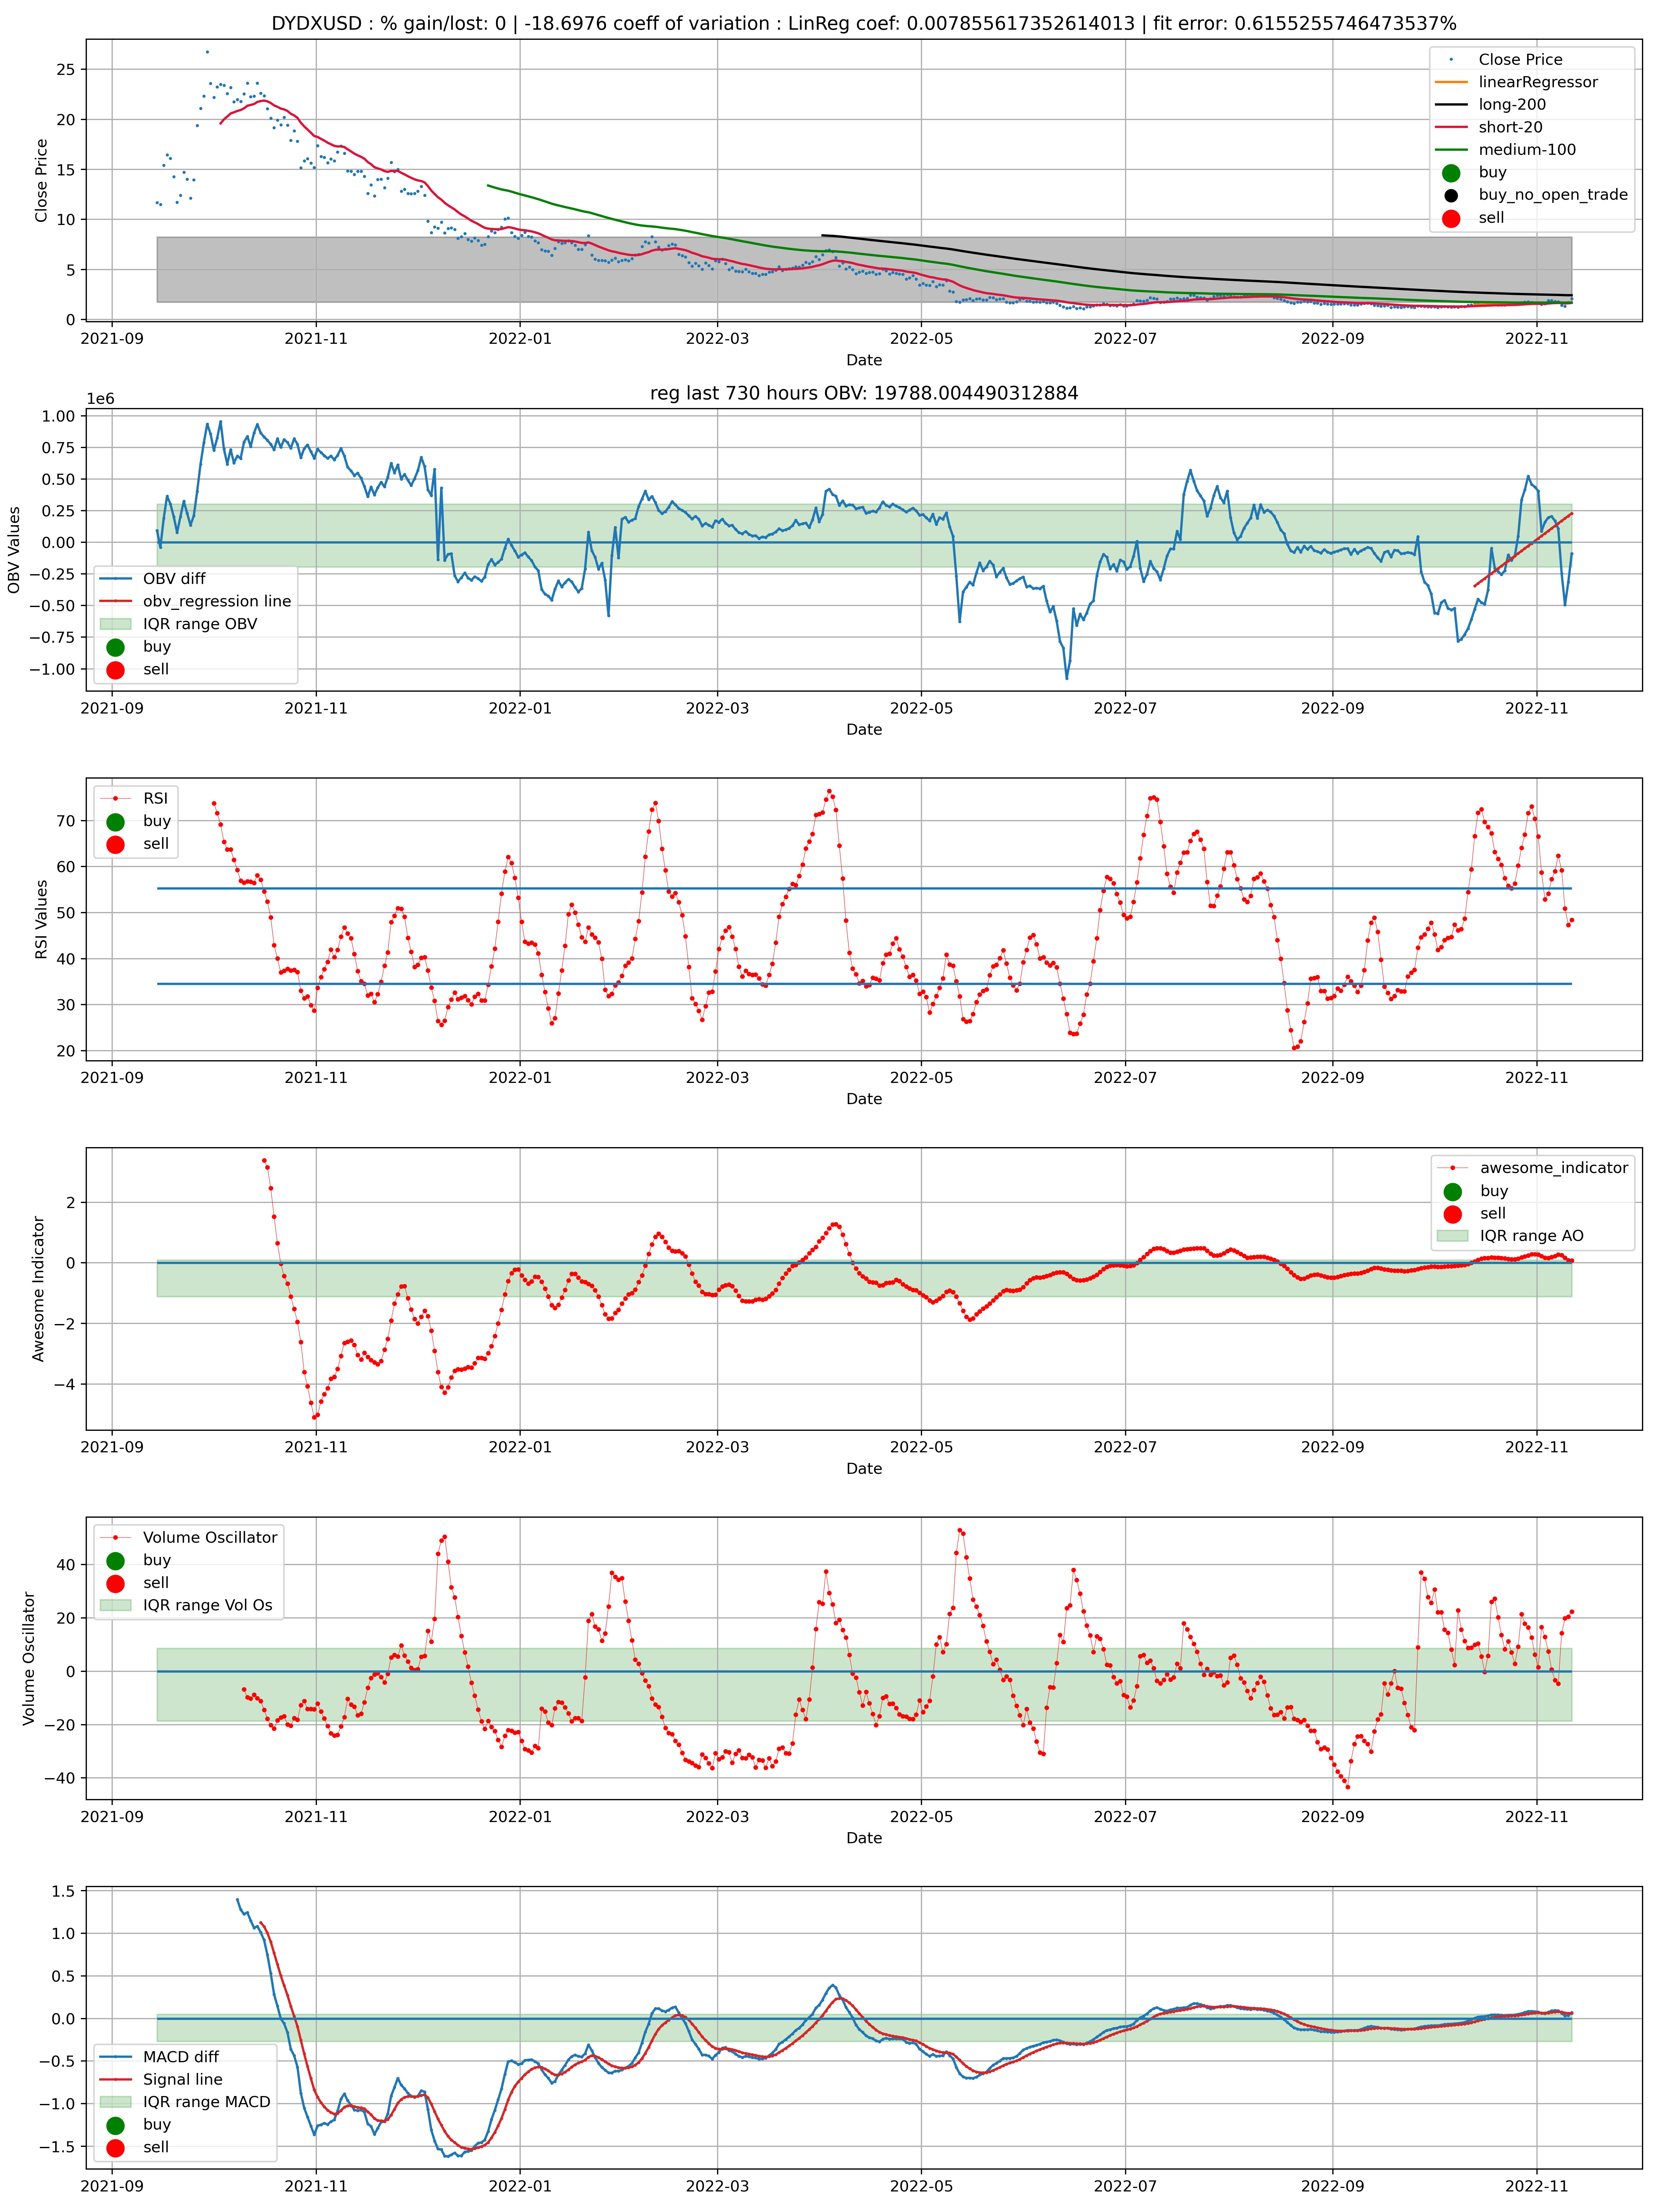 DYDXUSD : % gain/lost: 0 | -18.6976 coeff of variation : LinReg coef: 0.007855617352614013 | fit error: 0.6155255746473537%
Close Price
25
20
15
10
5
0
Close Price
linearRegressor
long-200
short-20
medium-100
buy
buy_no_open_trade
sell
2021-09 2021-11 2022-01 2022-03 2022-05 2022-07 2022-09 2022-11
Date
reg last 730 hours OBV: 19788.004490312884
1e6
OBV Values
1.00
0.75
0.50
0.25
0.00
−0.25
−0.50
−0.75
−1.00
OBV diff
obv_regression line
IQR range OBV
buy
sell
2021-09 2021-11 2022-01 2022-03 2022-05 2022-07 2022-09 2022-11
Date
RSI Values
70
60
50
40
30
20
RSI
buy
sell
2021-09 2021-11 2022-01 2022-03 2022-05 2022-07 2022-09 2022-11
Date
Awesome Indicator
2
0
−2
−4
awesome_indicator
buy
sell
IQR range AO
2021-09 2021-11 2022-01 2022-03 2022-05 2022-07 2022-09 2022-11
Date
Volume Oscillator
40
20
0
−20
−40
Volume Oscillator
buy
sell
IQR range Vol Os
2021-09 2021-11 2022-01 2022-03 2022-05 2022-07 2022-09 2022-11
Date
1.5
1.0
0.5
0.0
−0.5
−1.0
−1.5
MACD diff
Signal line
IQR range MACD
buy
sell
2021-09 2021-11 2022-01 2022-03 2022-05 2022-07 2022-09 2022-11